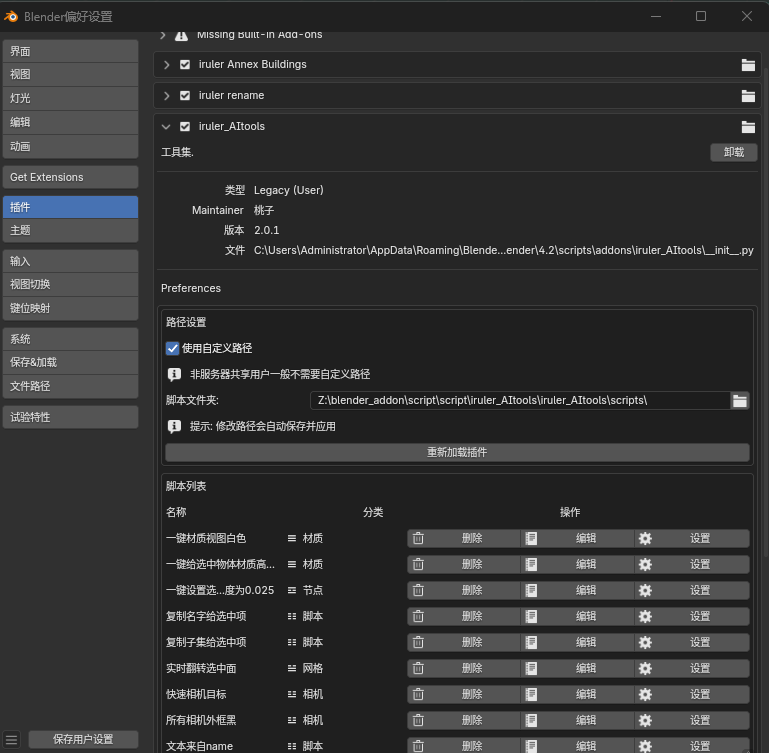 Blender偏好设置
界面
视图
灯光
编辑
动画
Get Extensions
插件
主题
输入
视图切换
键位映射
系统
保存&加载
文件路径
试验特性
保存用户设置
Missing Built-in Add-ons
iruler Annex Buildings
iruler rename
iruler_AItools
工具集.
卸载
类型 Legacy (User)
Maintainer 桃子
版本 2.0.1
文件 C:\Users\Administrator\AppData\Roaming\Blende...ender\4.2\scripts\addons\iruler_AItools\__init__.py
Preferences
路径设置
使用自定义路径
非服务器共享用户一般不需要自定义路径
脚本文件夹: Z:\blender_addon\script\script\iruler_AItools\iruler_AItools\scripts\
提示: 修改路径会自动保存并应用
重新加载插件
脚本列表
名称 分类 操作
一键材质视图白色 材质 删除 编辑 设置
一键给选中物体材质高... 材质 删除 编辑 设置
一键设置选...度为0.025 节点 删除 编辑 设置
复制名字给选中项 脚本 删除 编辑 设置
复制子集给选中项 脚本 删除 编辑 设置
实时翻转选中面 网格 删除 编辑 设置
快速相机目标 相机 删除 编辑 设置
所有相机外框黑 相机 删除 编辑 设置
文本来自name 脚本 删除 编辑 设置